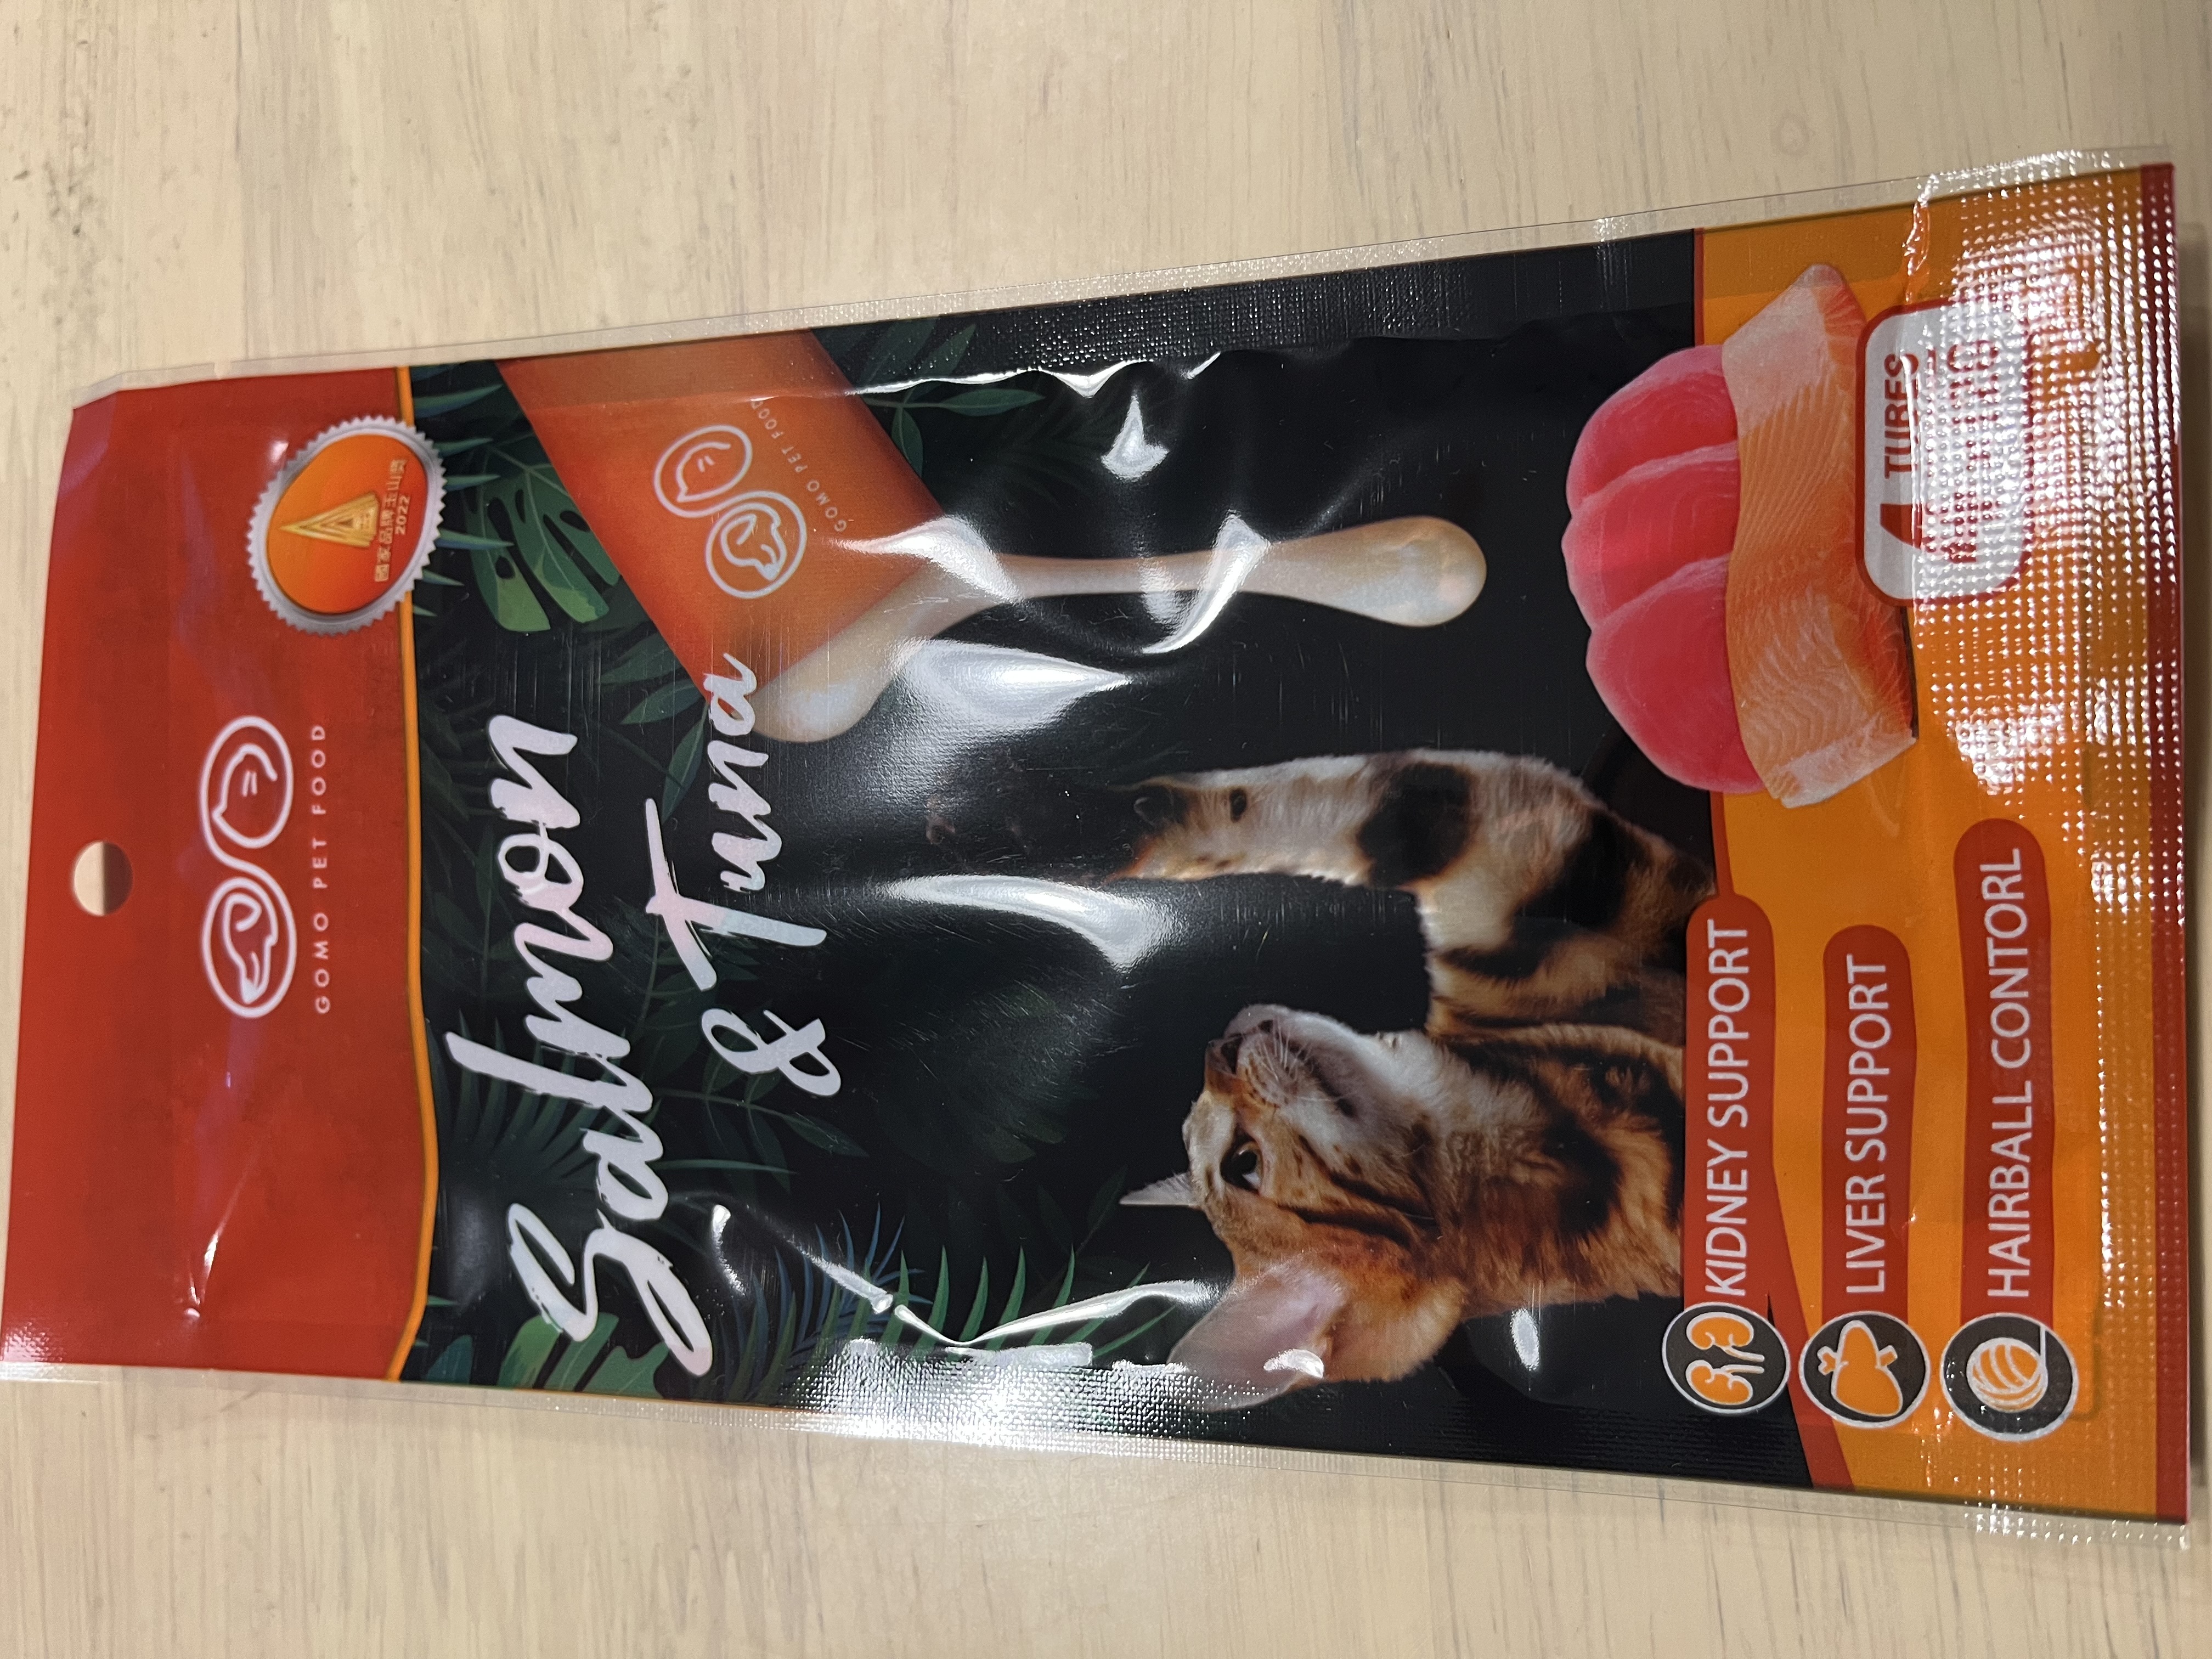 GOMO PET FOOD
國家品牌玉山奖
2022
Salmon
& Tuna
GOMO PET FOOD
KIDNEY SUPPORT
LIVER SUPPORT
HAIRBALL CONTORL
4 TUBES